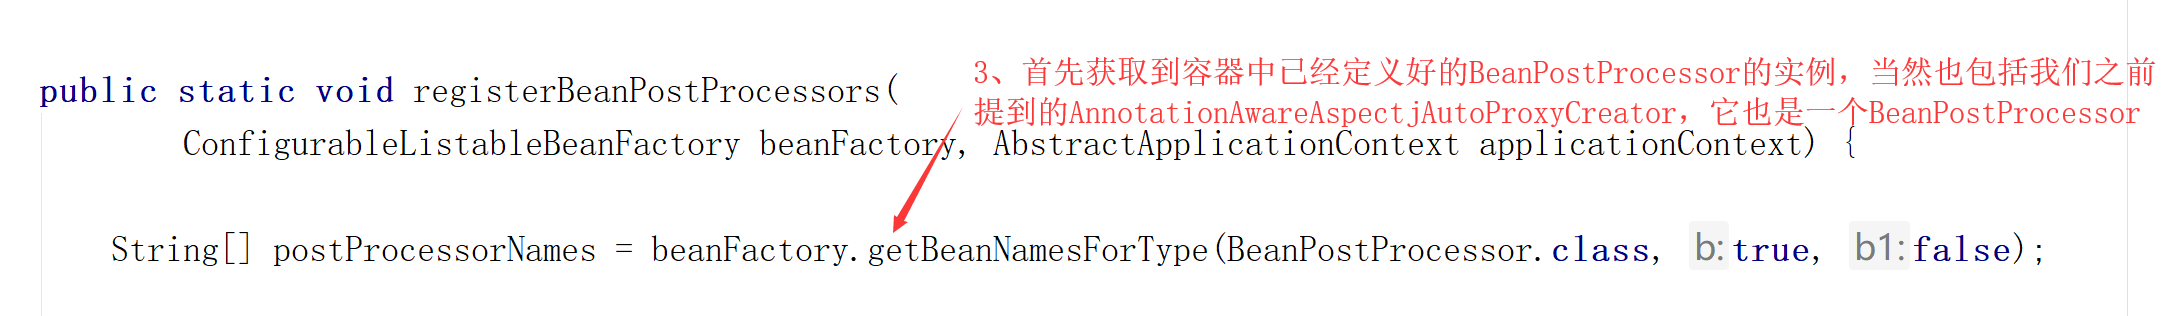 3、首先获取到容器中已经定义好的BeanPostProcessor的实例，当然也包括我们之前
提到的AnnotationAwareAspectjAutoProxyCreator，它也是一个BeanPostProcessor
public static void registerBeanPostProcessors(
ConfigurableListableBeanFactory beanFactory, AbstractApplicationContext applicationContext) {
String[] postProcessorNames = beanFactory.getBeanNamesForType(BeanPostProcessor.class, b: true, b1: false);